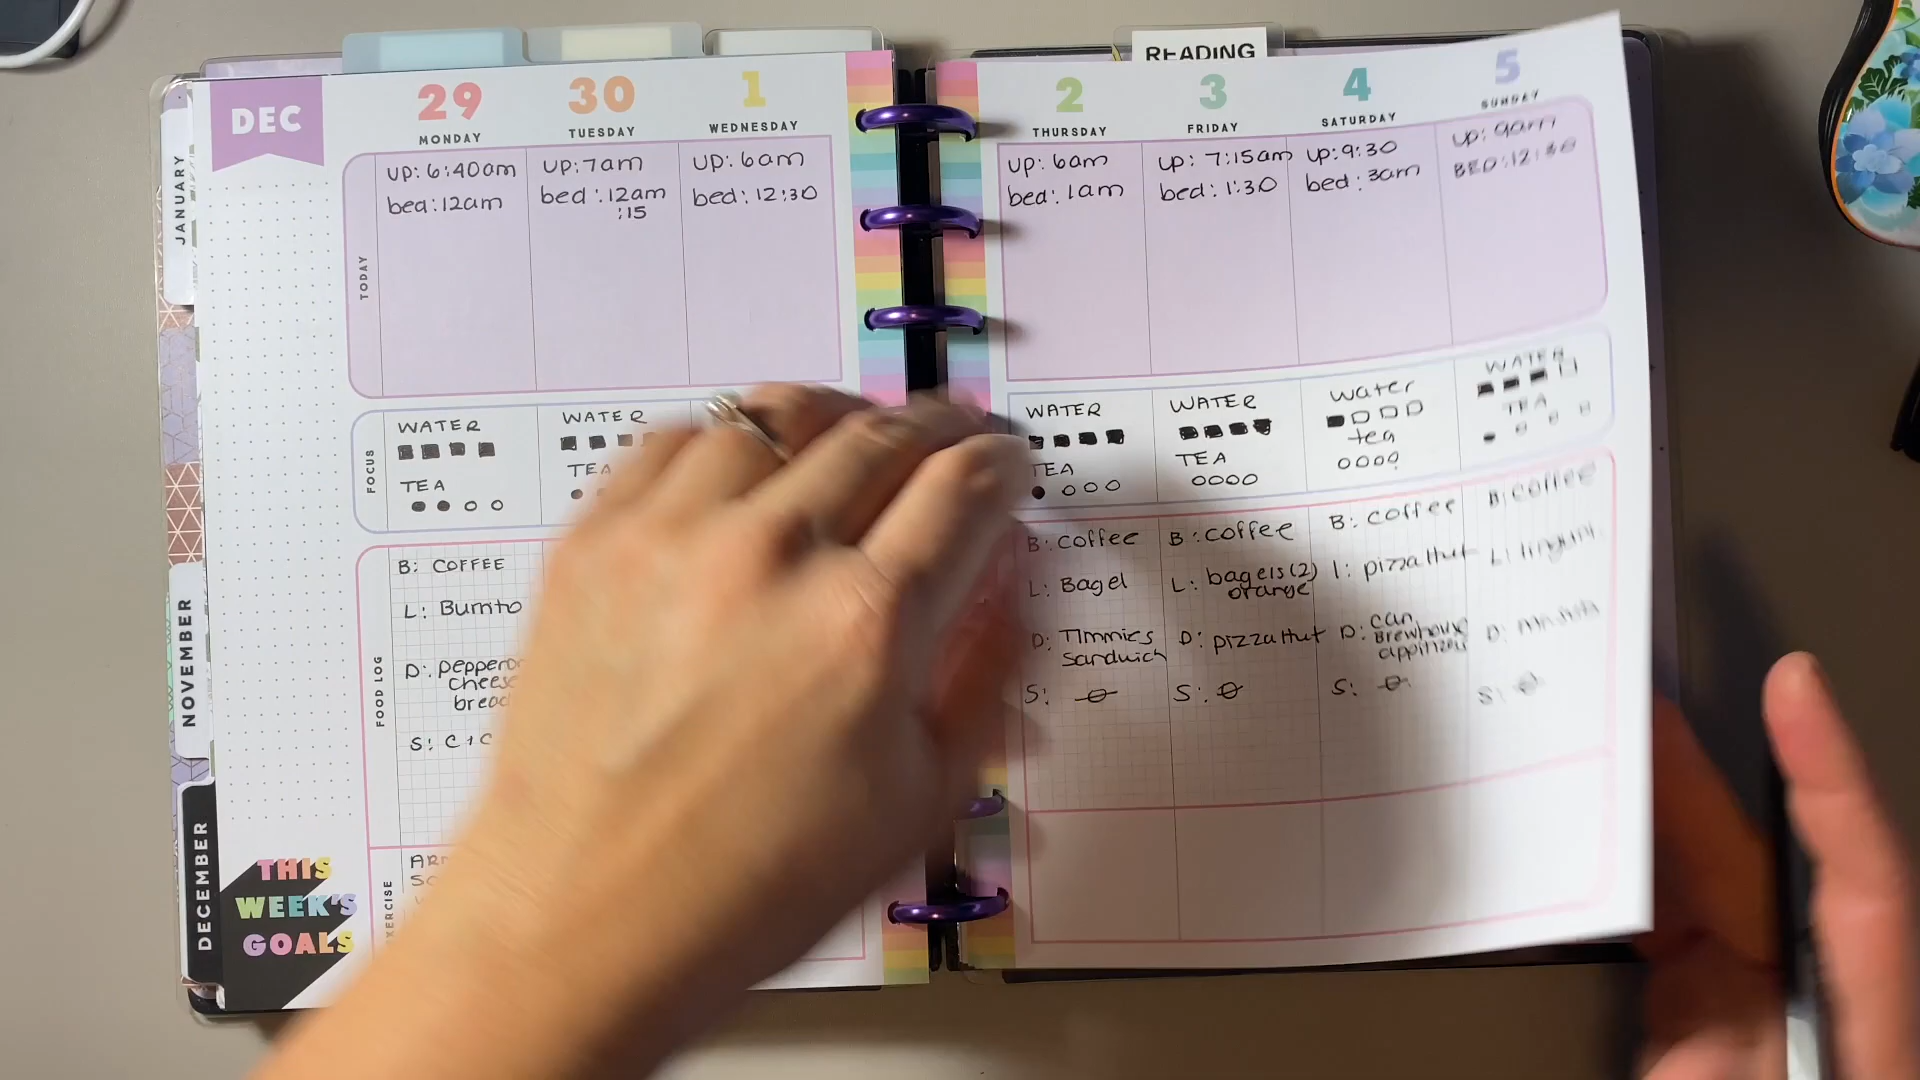 READING
DEC
29
MONDAY
30
TUESDAY
1
WEDNESDAY
2
THURSDAY
3
FRIDAY
4
SATURDAY
5
SUNDAY
JANUARY
NOVEMBER
DECEMBER
TODAY
up: 6:40am
bed: 12am
up: 7am
bed: 12am
:15
up: 6am
bed: 12:30
up: 6am
bed: 1am
up: 7:15am
bed: 1:30
up: 9:30
bed: 3am
up: 9am
BED: 12:30
FOCUS
WATER
TEA
WATER
TEA
WATER
TEA
WATER
TEA
water
tea
WATER
TEA
FOOD LOG
B: COFFEE
L: Burrito
D: pepperon
cheese
bread
S: C+C
B: coffee
L: Bagel
D: Timmies
sandwich
S:
B: coffee
L: bagels (2)
orange
D: pizza Hut
S:
B: coffee
l: pizza Hut
D: can
Brewhouse
S:
B: coffee
L:
D:
S:
EXERCISE
THIS
WEEK'S
GOALS